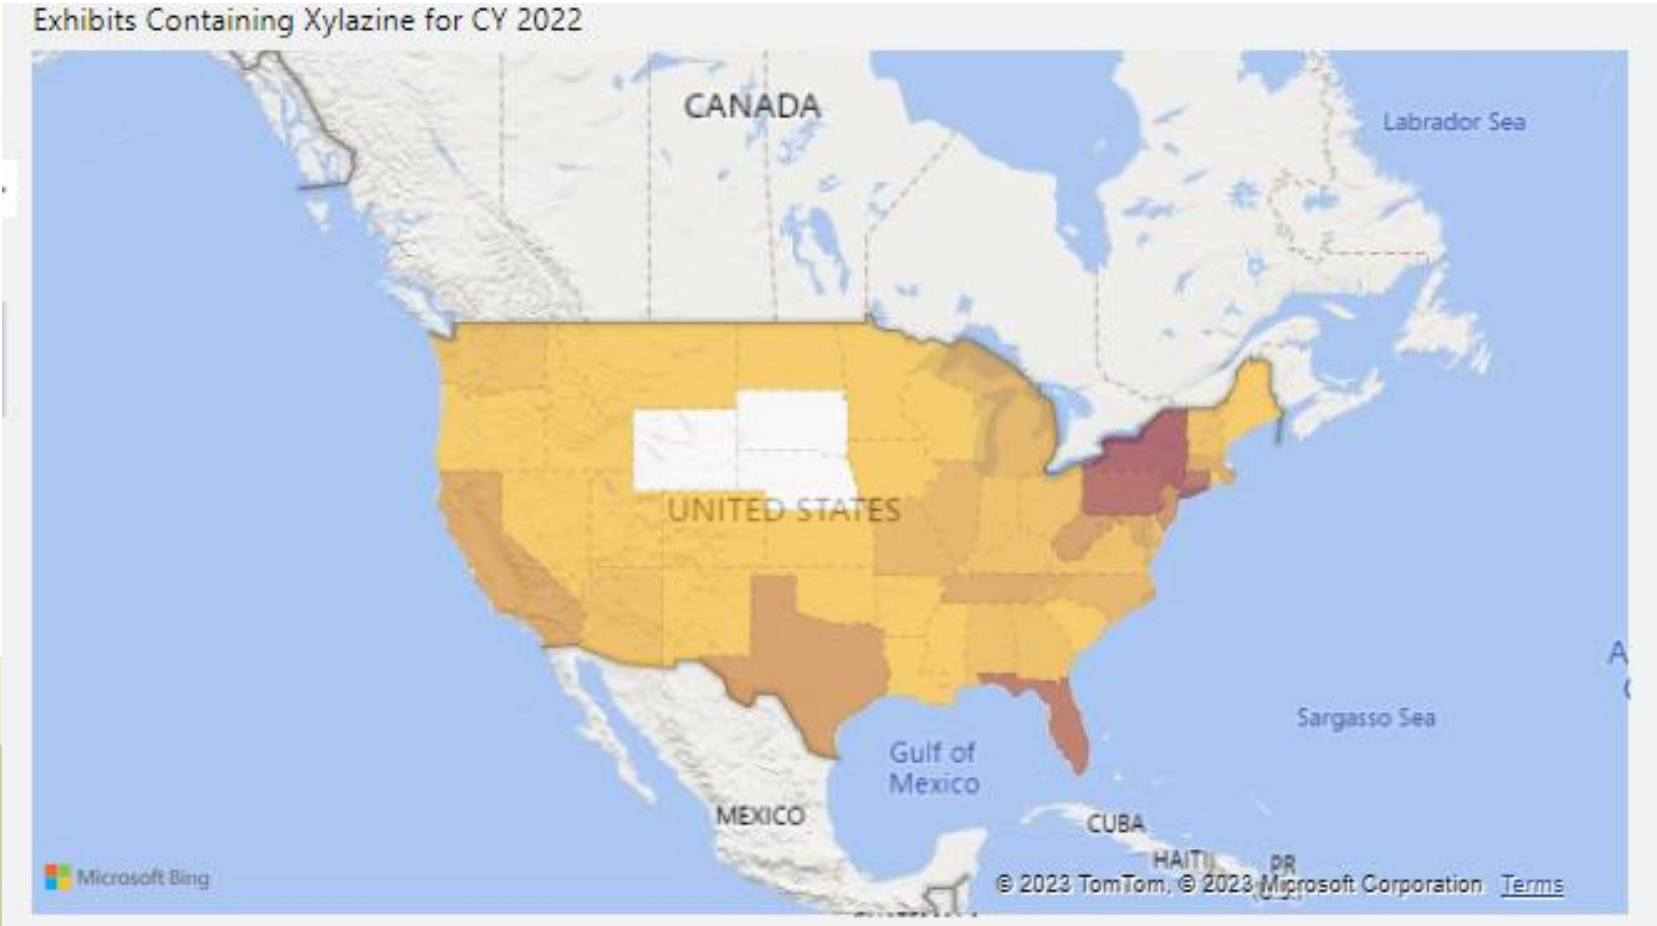 Exhibits Containing Xylazine for CY 2022
CANADA
Labrador Sea
UNITED STATES
Sargasso Sea
Gulf of
Mexico
MEXICO
CUBA
HAITI
PR
Microsoft Bing
© 2023 TomTom, © 2023 Microsoft Corporation Terms